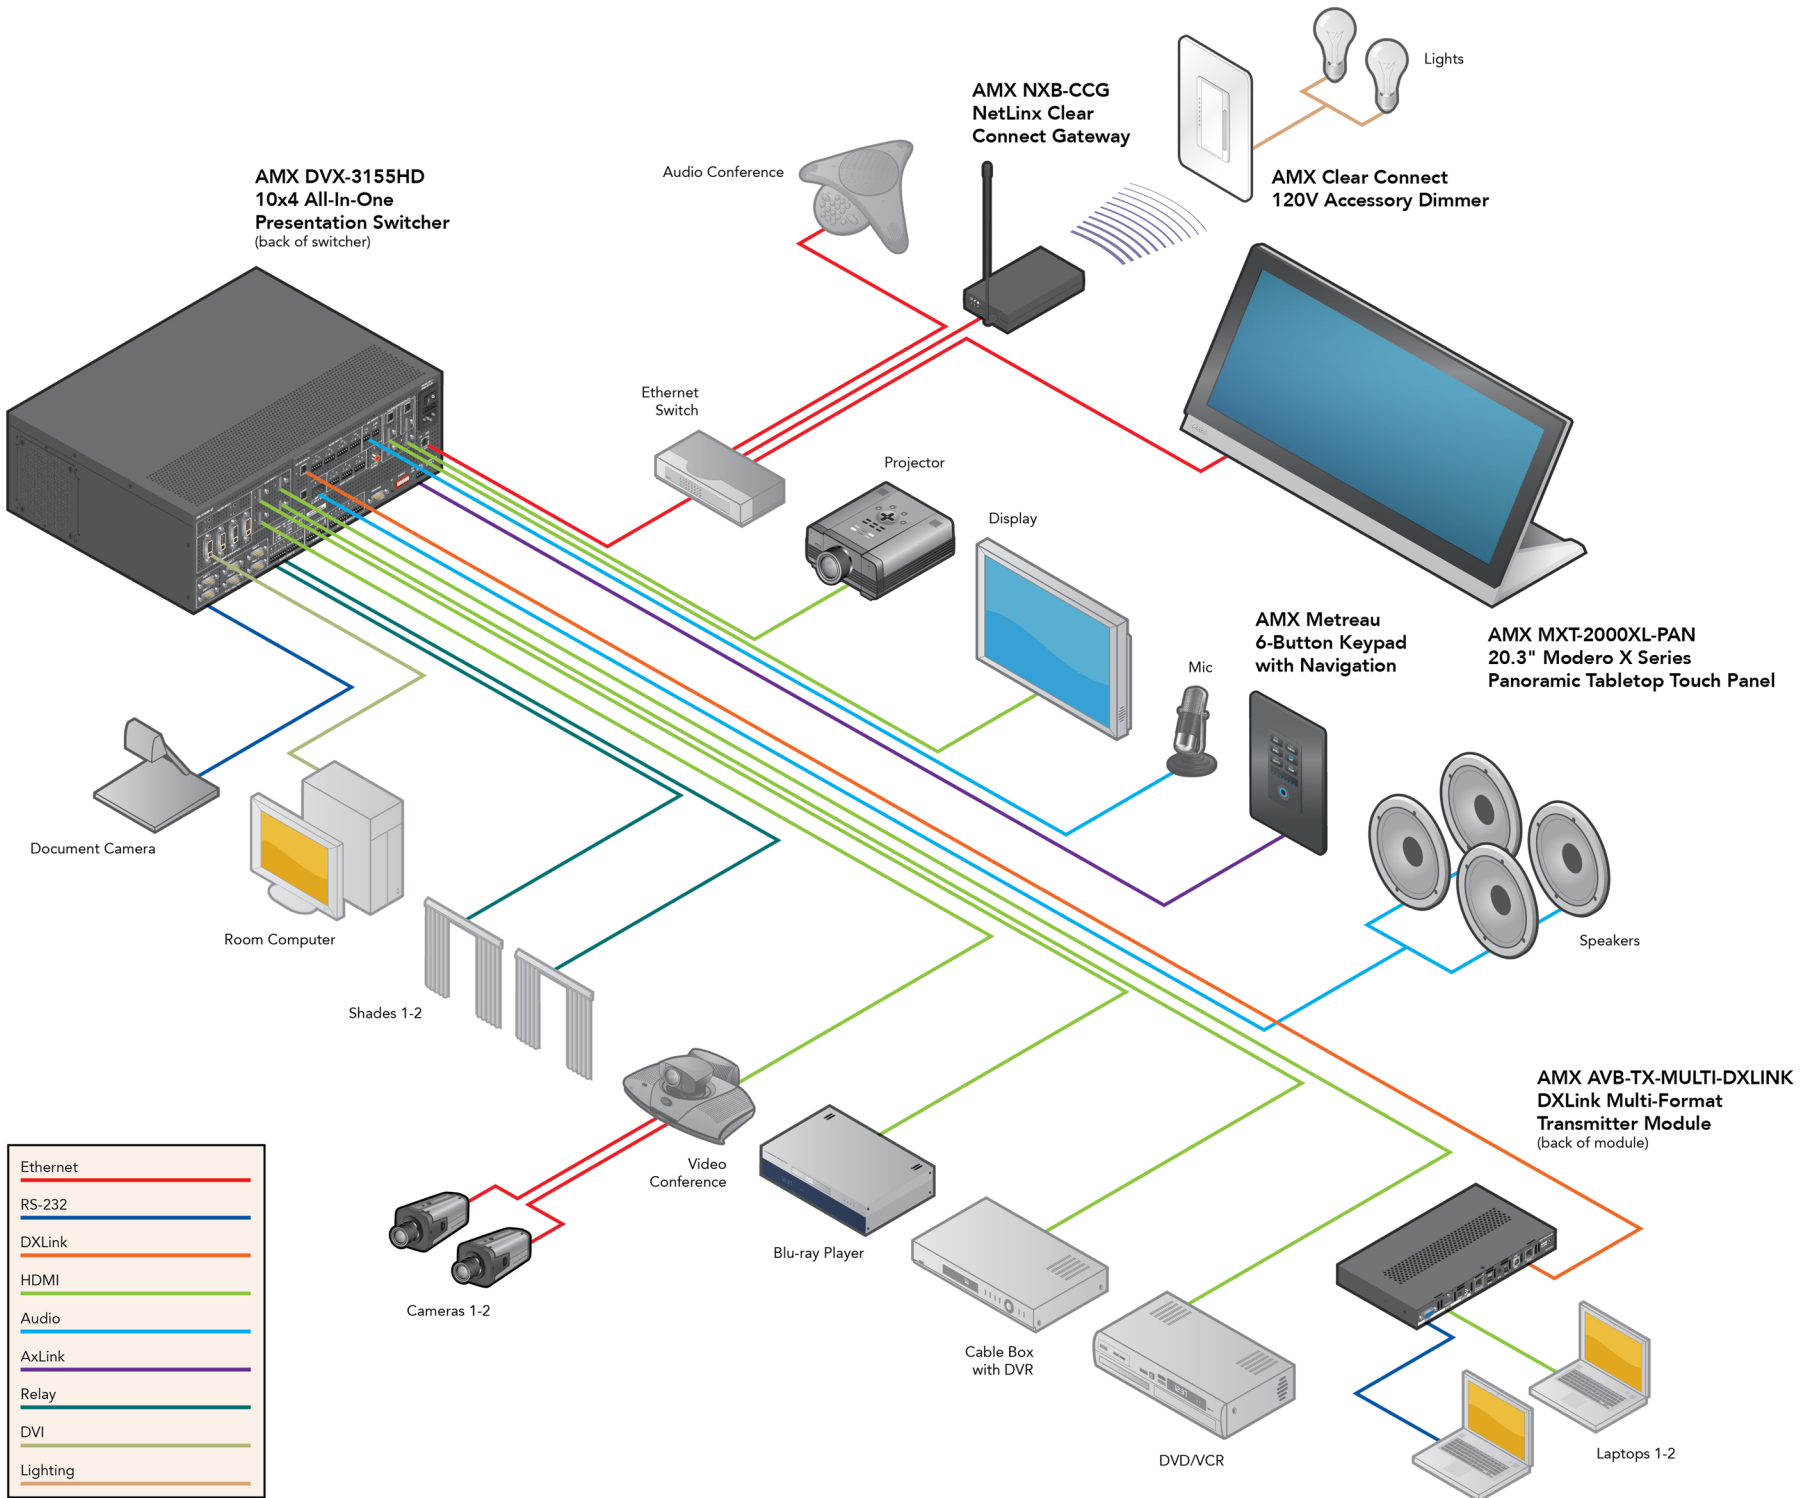 Lights
AMX NXB-CCG
NetLinx Clear
Connect Gateway
AMX Clear Connect
120V Accessory Dimmer
Audio Conference
AMX DVX-3155HD
10x4 All-In-One
Presentation Switcher
(back of switcher)
Ethernet
Switch
Projector
Display
Mic
AMX Metreau
6-Button Keypad
with Navigation
AMX MXT-2000XL-PAN
20.3" Modero X Series
Panoramic Tabletop Touch Panel
Document Camera
Room Computer
Speakers
Shades 1-2
AMX AVB-TX-MULTI-DXLINK
DXLink Multi-Format
Transmitter Module
(back of module)
Video
Conference
Blu-ray Player
Cameras 1-2
Cable Box
with DVR
DVD/VCR
Laptops 1-2
Ethernet
RS-232
DXLink
HDMI
Audio
AxLink
Relay
DVI
Lighting